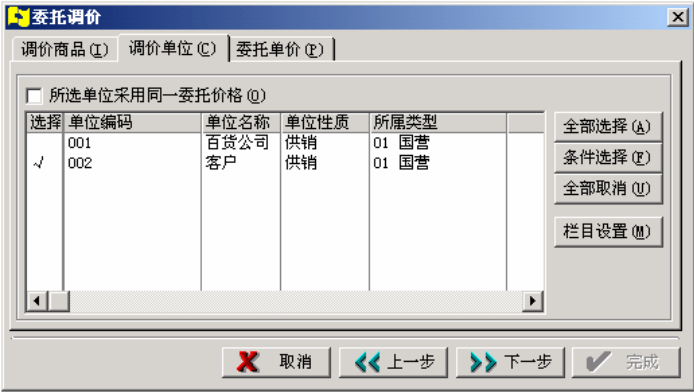 委托调价
调价商品(I) 调价单位(C) 委托单价(P)
所选单位采用同一委托价格(O)
选择 单位编码 单位名称 单位性质 所属类型
001 百货公司 供销 01 国营
√ 002 客户 供销 01 国营
全部选择(A)
条件选择(F)
全部取消(U)
栏目设置(M)
取消 上一步 下一步 完成